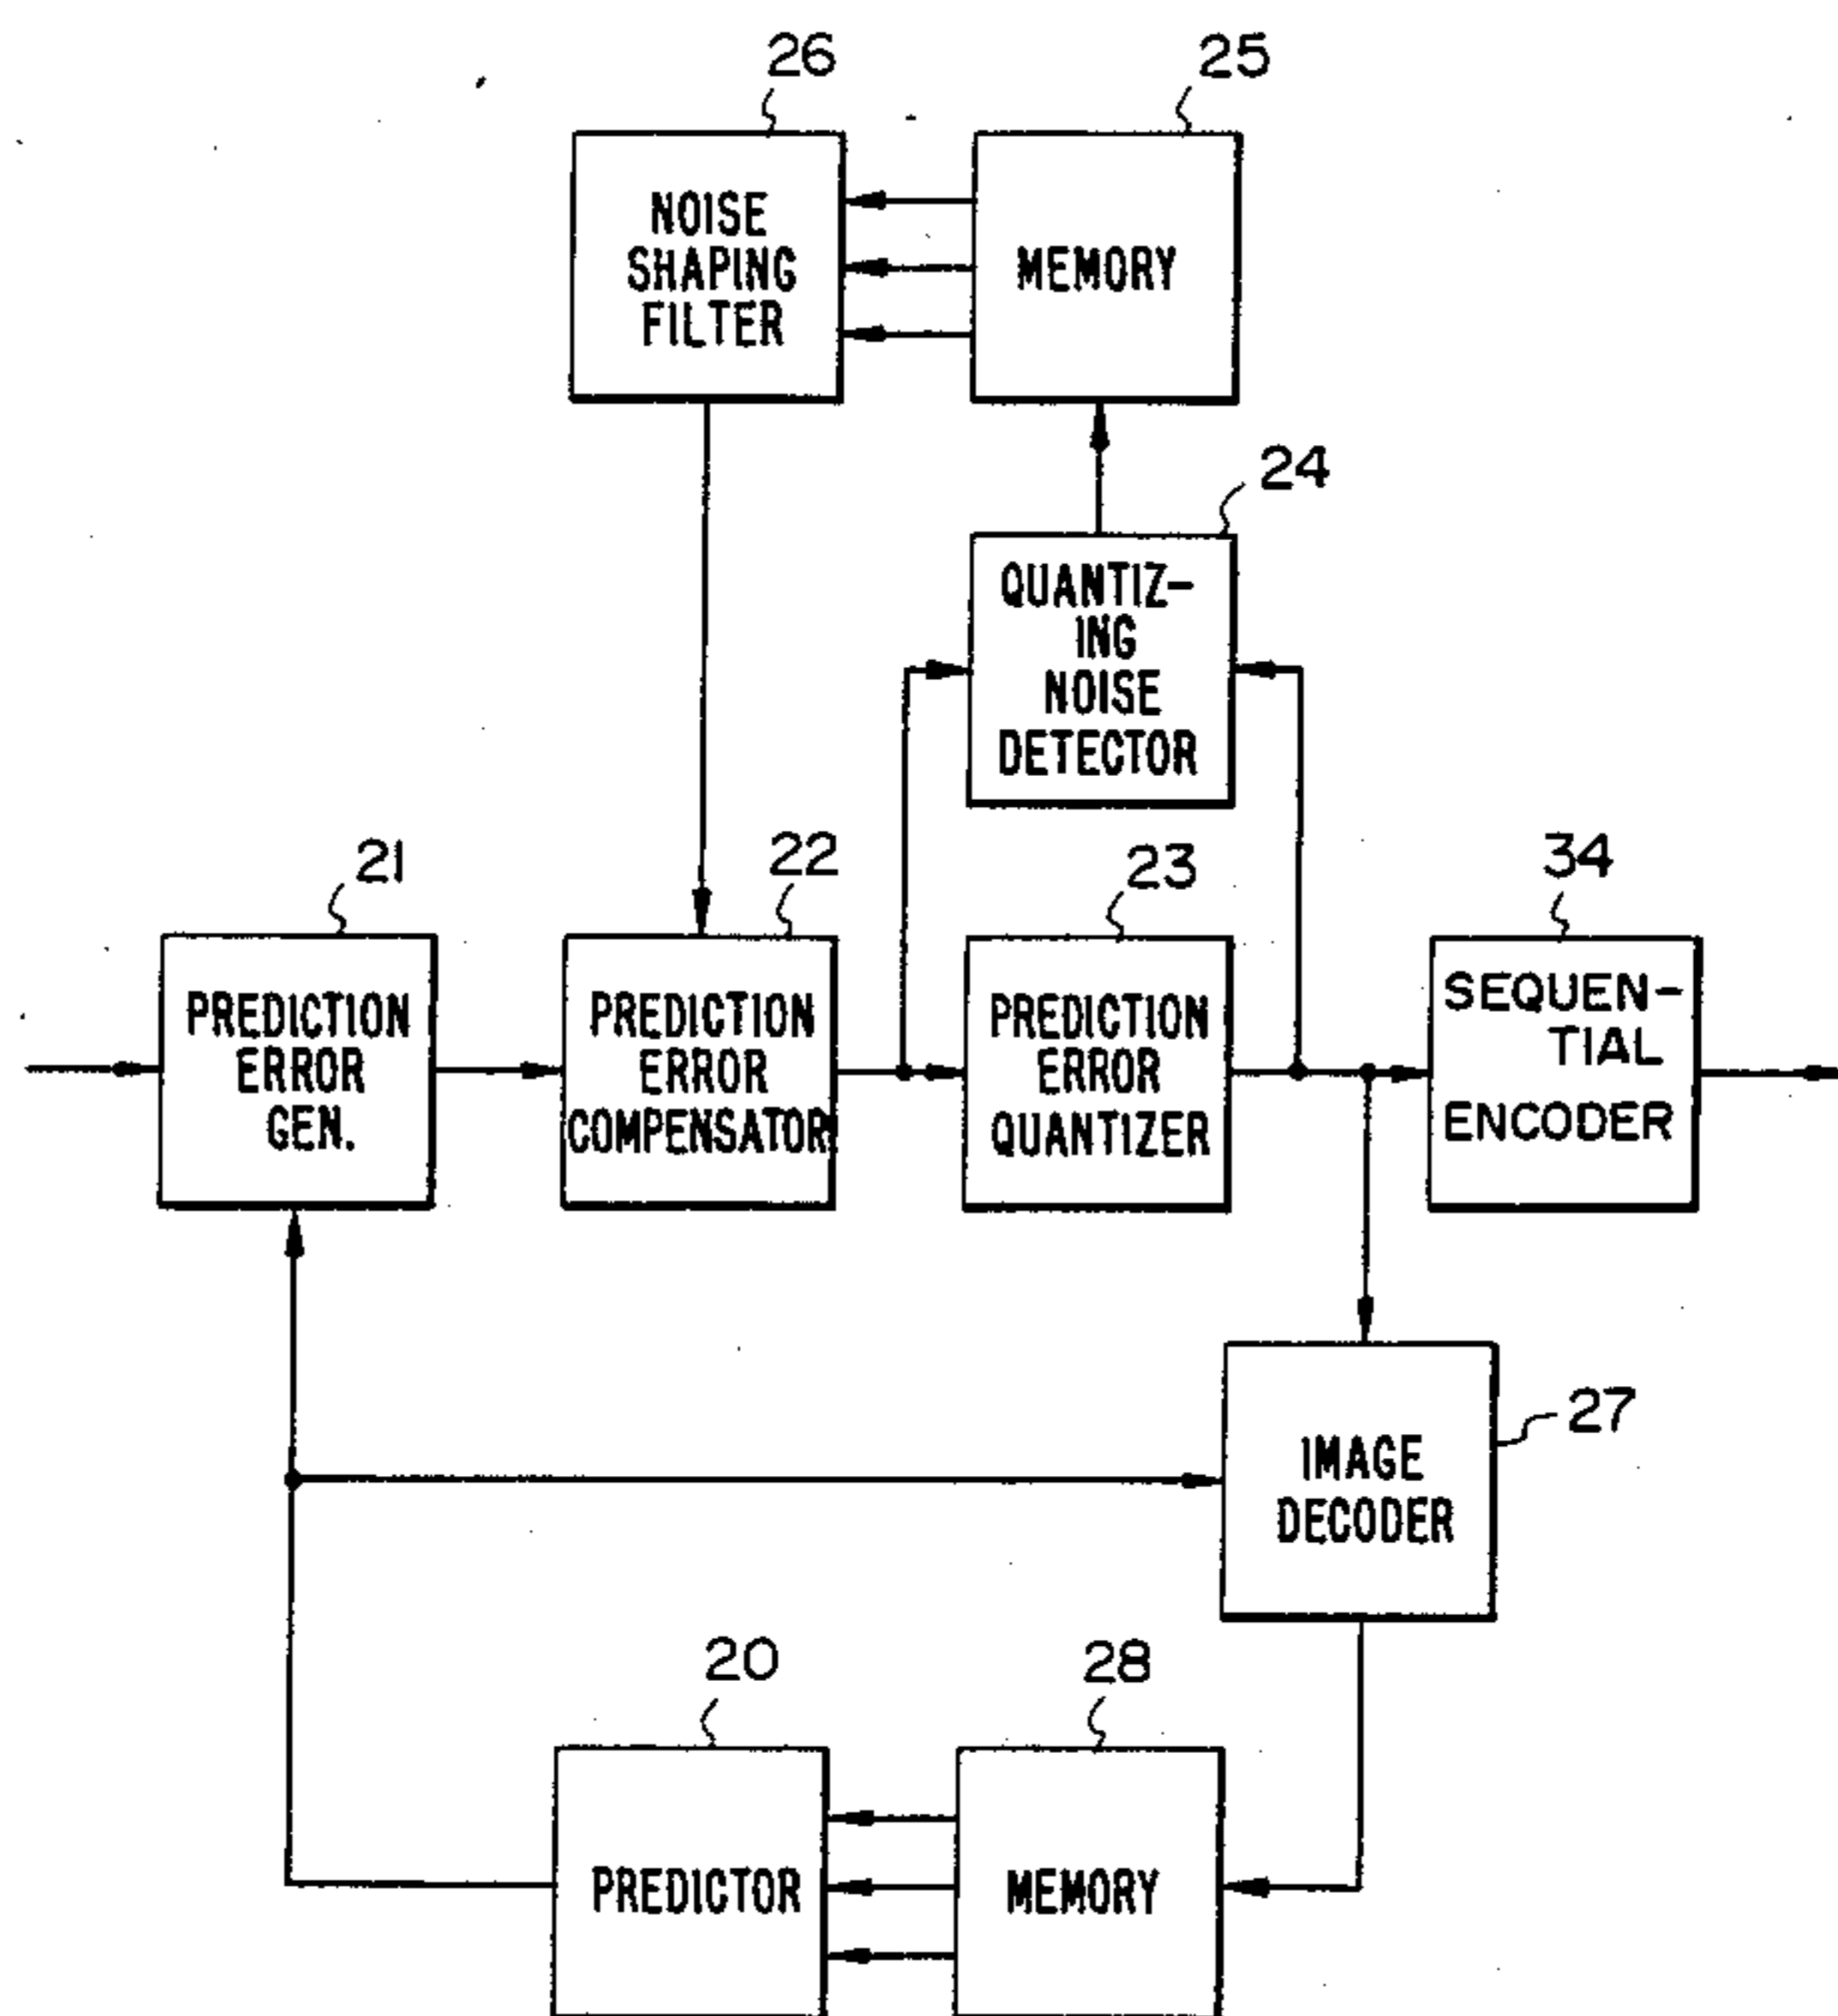 26
25
NOISE
SHAPING
FILTER
MEMORY
24
QUANTIZ-
ING
NOISE
DETECTOR
21
22
23
34
PREDICTION
ERROR
GEN.
PREDICTION
ERROR
COMPENSATOR
PREDICTION
ERROR
QUANTIZER
SEQUEN-
TIAL
ENCODER
27
IMAGE
DECODER
20
28
PREDICTOR
MEMORY